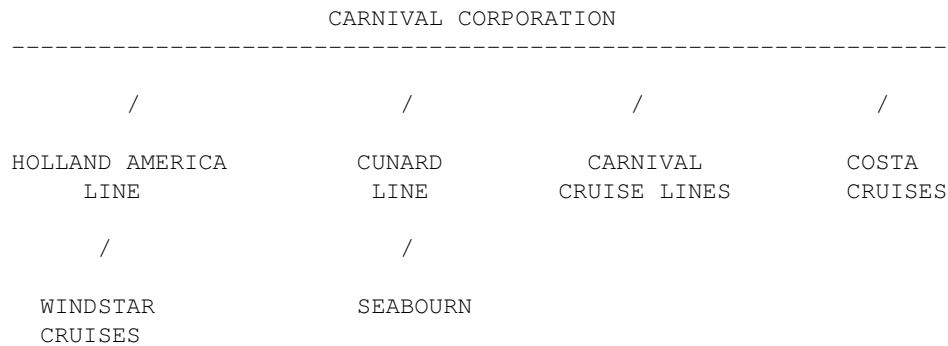 CARNIVAL CORPORATION
-----------------------------------------------------------------
/ / / /
HOLLAND AMERICA CUNARD CARNIVAL COSTA
LINE LINE CRUISE LINES CRUISES
/ /
WINDSTAR SEABOURN
CRUISES